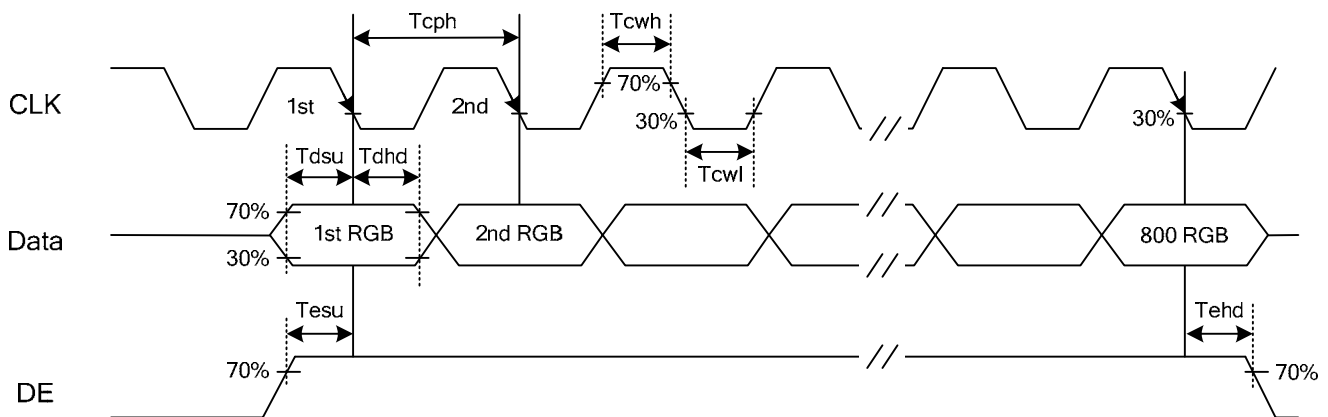 Tcph
Tcwh
CLK
1st
2nd
70%
30%
30%
Tdsu
Tdhd
Tcwl
Data
70%
30%
1st RGB
2nd RGB
800 RGB
Tesu
Tehd
DE
70%
70%